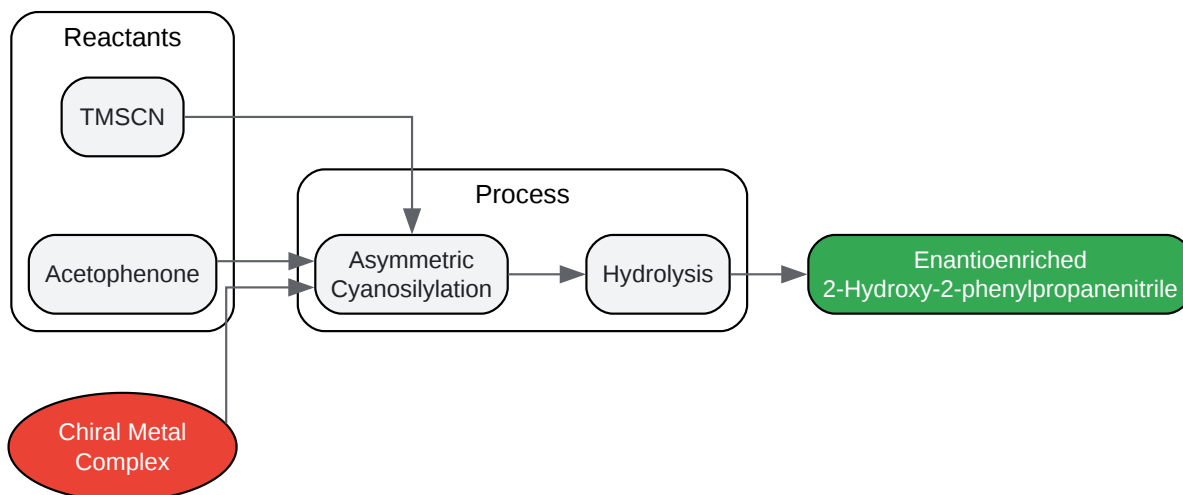 Reactants
TMSCN
Acetophenone
Process
Asymmetric
Cyanosilylation
Hydrolysis
Enantioenriched
2-Hydroxy-2-phenylpropanenitrile
Chiral Metal
Complex